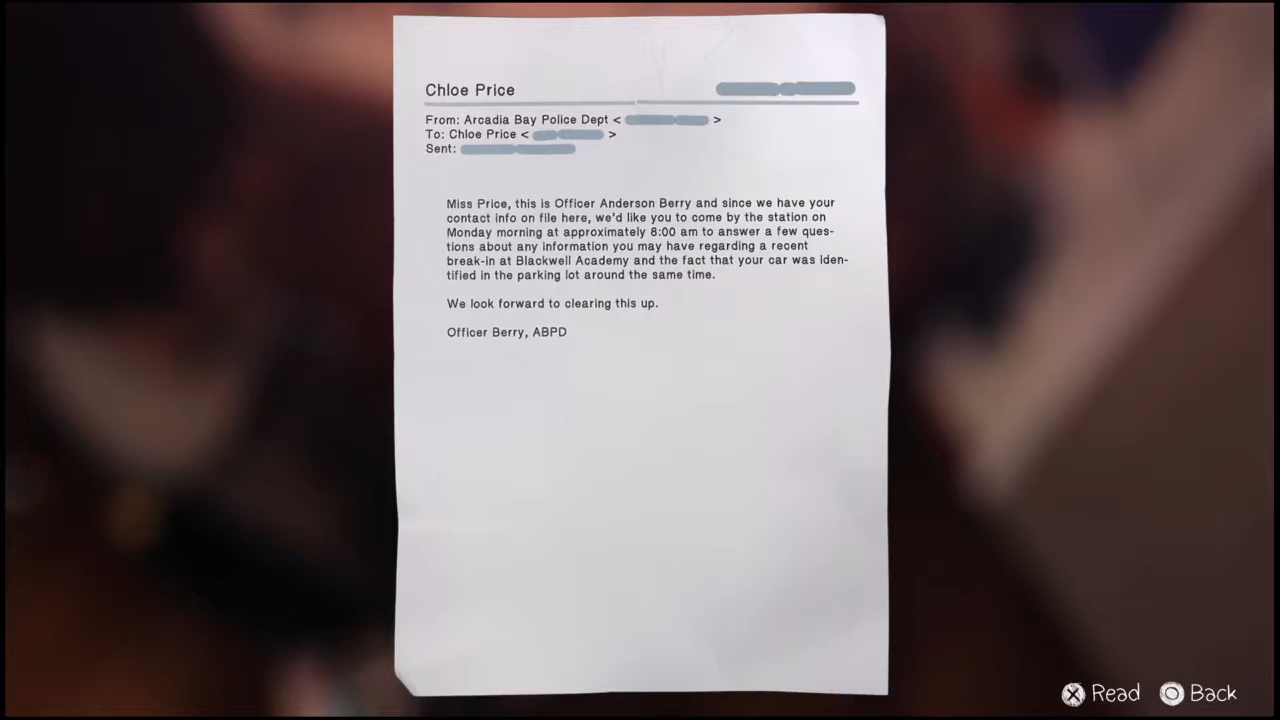 Chloe Price
From: Arcadia Bay Police Dept < >
To: Chloe Price < >
Sent:
Miss Price, this is Officer Anderson Berry and since we have your
contact info on file here, we'd like you to come by the station on
Monday morning at approximately 8:00 am to answer a few ques-
tions about any information you may have regarding a recent
break-in at Blackwell Academy and the fact that your car was iden-
tified in the parking lot around the same time.
We look forward to clearing this up.
Officer Berry, ABPD
Read Back